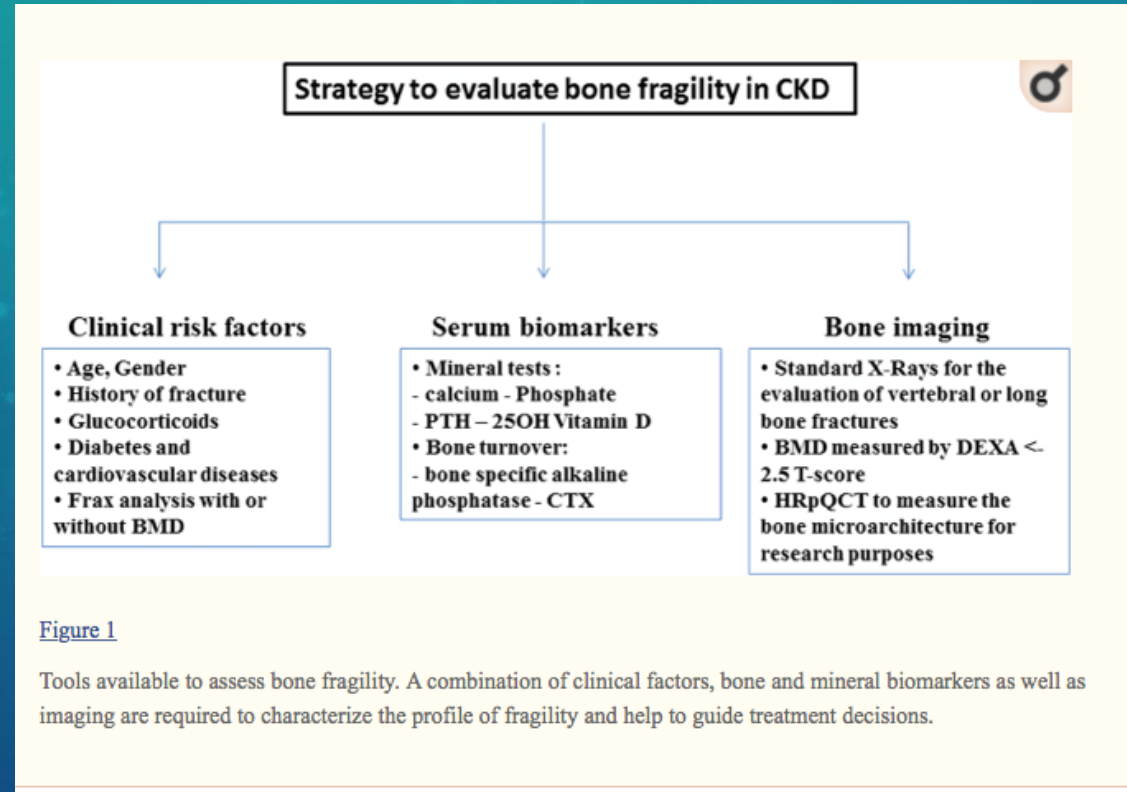 Strategy to evaluate bone fragility in CKD
Clinical risk factors
• Age, Gender
• History of fracture
• Glucocorticoids
• Diabetes and
cardiovascular diseases
• Frax analysis with or
without BMD
Serum biomarkers
• Mineral tests :
- calcium - Phosphate
- PTH – 25OH Vitamin D
• Bone turnover:
- bone specific alkaline
phosphatase - CTX
Bone imaging
• Standard X-Rays for the
evaluation of vertebral or long
bone fractures
• BMD measured by DEXA <-
2.5 T-score
• HRpQCT to measure the
bone microarchitecture for
research purposes
Figure 1
Tools available to assess bone fragility. A combination of clinical factors, bone and mineral biomarkers as well as
imaging are required to characterize the profile of fragility and help to guide treatment decisions.